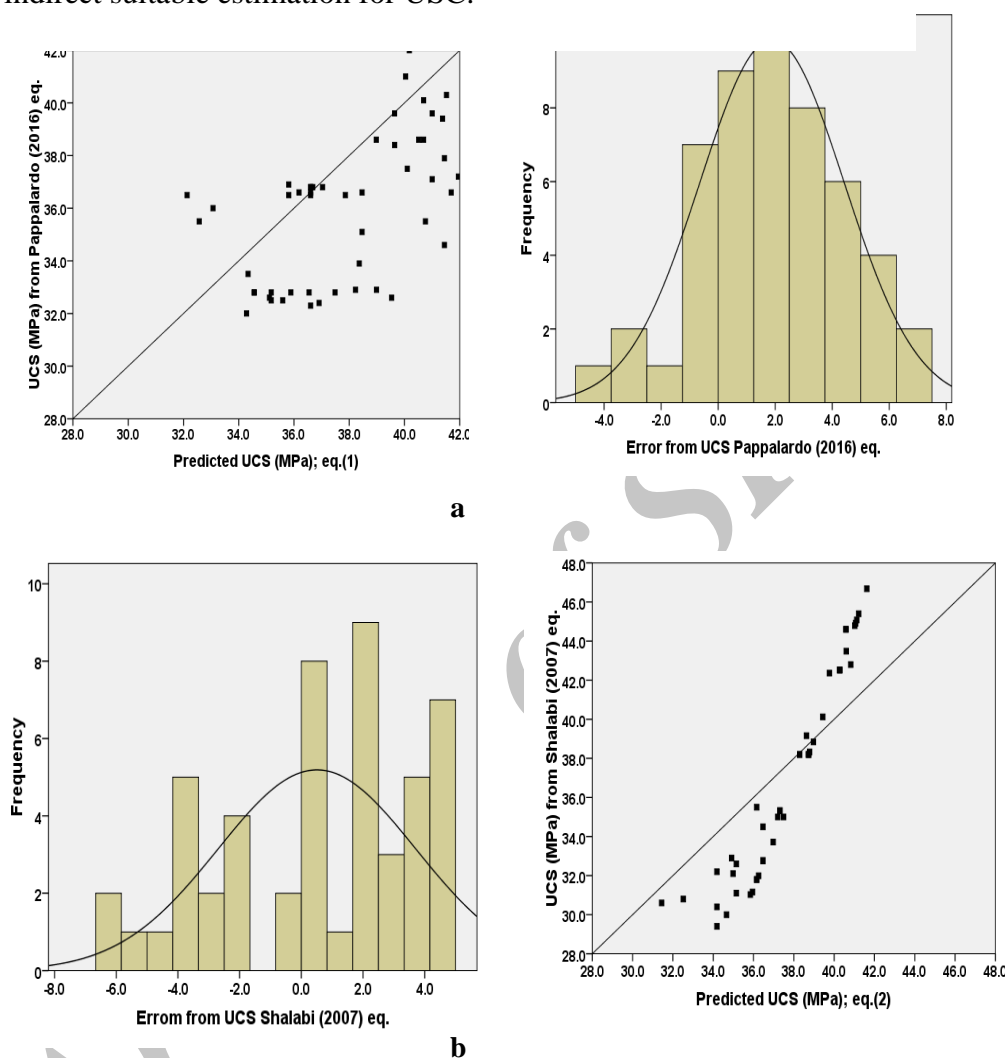 indirect suitable estimation for USC.
UCS (MPa) from Pappalardo (2016) eq.
42.0
40.0
38.0
36.0
34.0
32.0
30.0
28.0
28.0 30.0 32.0 34.0 36.0 38.0 40.0 42.0
Predicted UCS (MPa); eq.(1)
Frequency
8
6
4
2
0
-4.0 -2.0 0.0 2.0 4.0 6.0 8.0
Error from UCS Pappalardo (2016) eq.
a
Frequency
10
8
6
4
2
0
-8.0 -6.0 -4.0 -2.0 0.0 2.0 4.0
Errom from UCS Shalabi (2007) eq.
UCS (MPa) from Shalabi (2007) eq.
48.0
46.0
44.0
42.0
40.0
38.0
36.0
34.0
32.0
30.0
28.0
28.0 30.0 32.0 34.0 36.0 38.0 40.0 42.0 44.0 46.0 48.0
Predicted UCS (MPa); eq.(2)
b